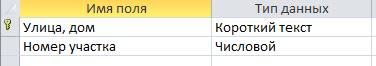 Имя поля Тип данных
Улица, дом Короткий текст
Номер участка Числовой